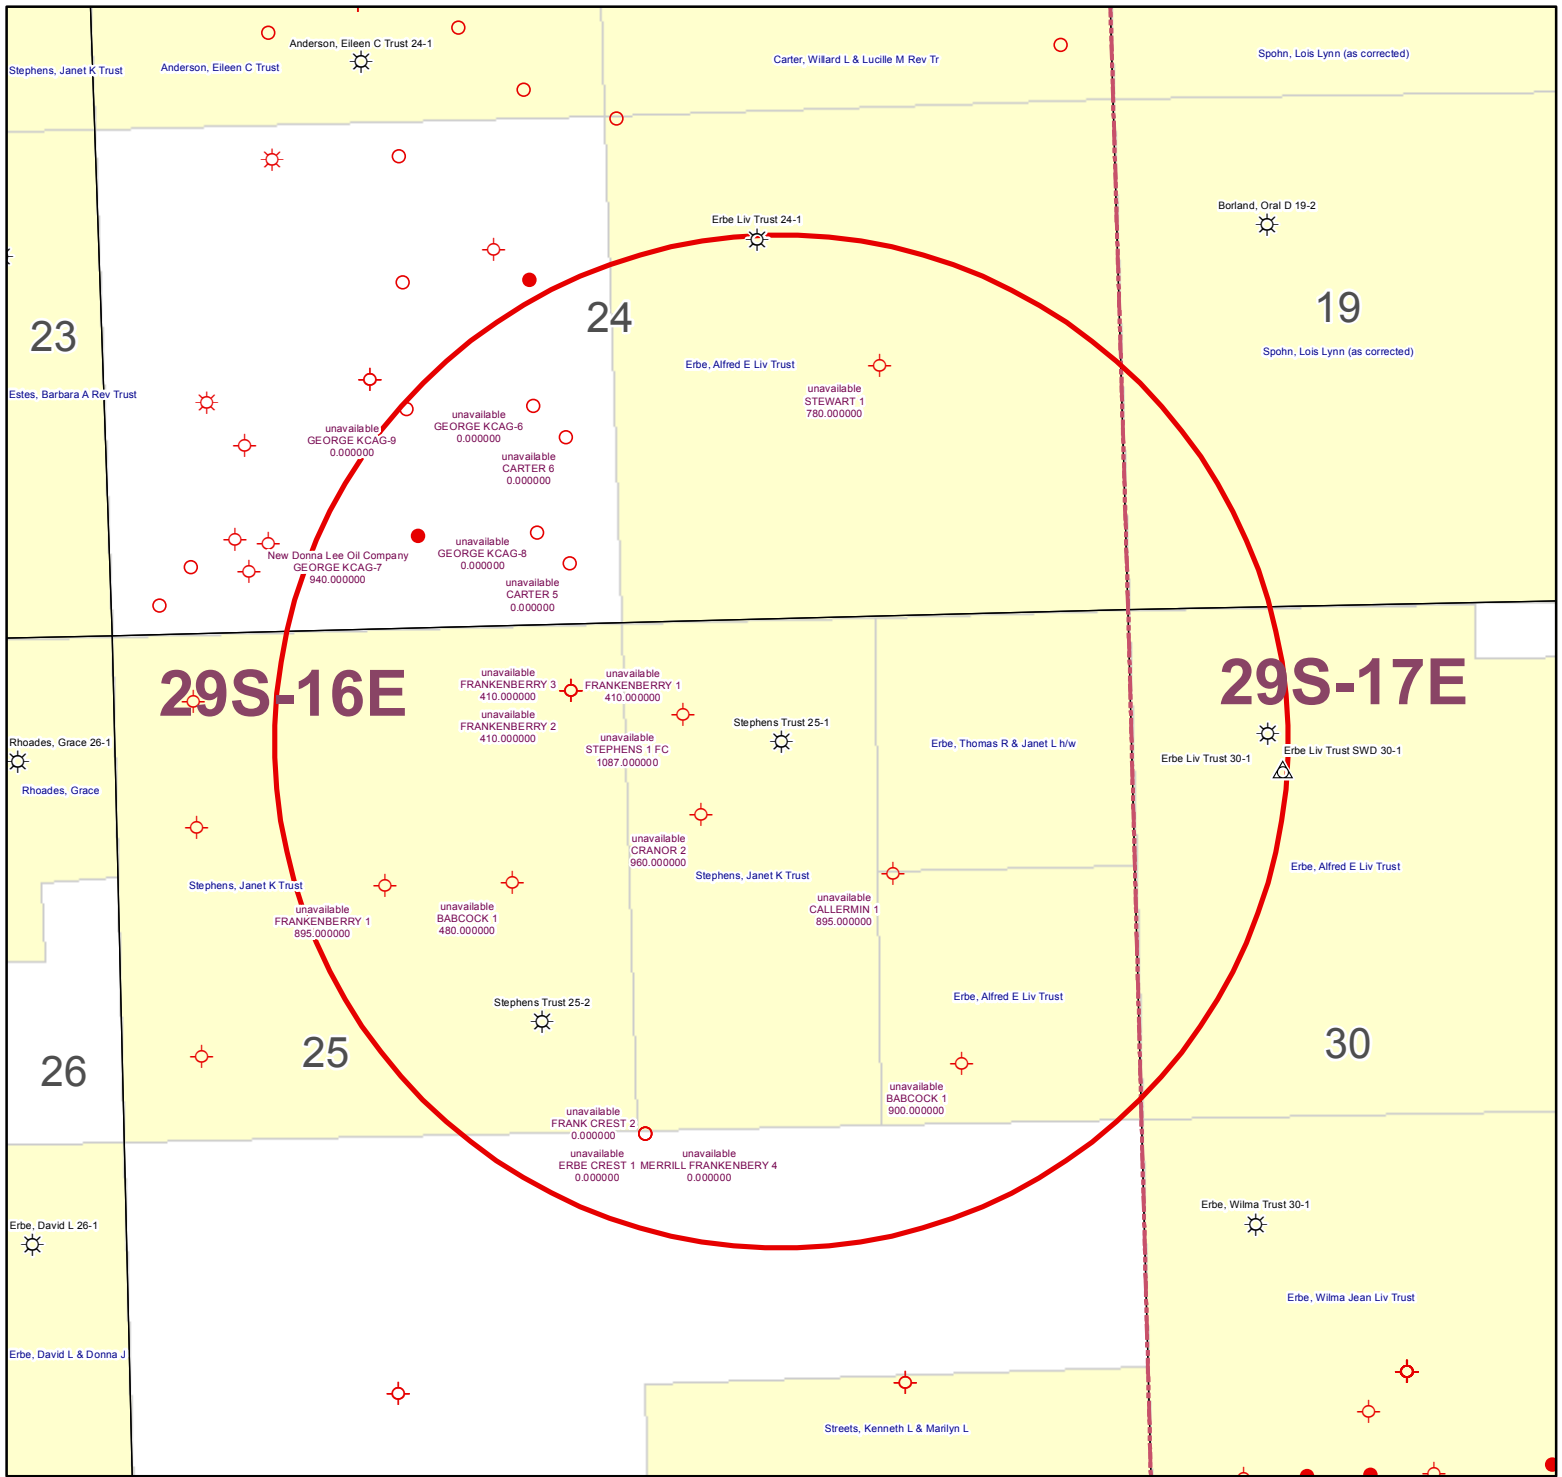 Anderson, Eileen C Trust 24-1
Stephens, Janet K Trust
Anderson, Eileen C Trust
Carter, Willard L & Lucille M Rev Tr
Spohn, Lois Lynn (as corrected)
Erbe Liv Trust 24-1
Borland, Oral D 19-2
23
24
19
Spohn, Lois Lynn (as corrected)
Erbe, Alfred E Liv Trust
Estes, Barbara A Rev Trust
unavailable
STEWART 1
780.000000
unavailable
GEORGE KCAG-6
0.000000
unavailable
GEORGE KCAG-9
0.000000
unavailable
CARTER 6
0.000000
New Donna Lee Oil Company
GEORGE KCAG-7
940.000000
unavailable
GEORGE KCAG-8
0.000000
unavailable
CARTER 5
0.000000
29S-16E
29S-17E
unavailable
FRANKENBERRY 3
410.000000
unavailable
FRANKENBERRY 1
410.000000
unavailable
FRANKENBERRY 2
410.000000
unavailable
STEPHENS 1 FC
1087.000000
Stephens Trust 25-1
Erbe, Thomas R & Janet L h/w
Erbe Liv Trust 30-1
Erbe Liv Trust SWD 30-1
Rhoades, Grace 26-1
Rhoades, Grace
unavailable
CRANOR 2
960.000000
Stephens, Janet K Trust
Erbe, Alfred E Liv Trust
Stephens, Janet K Trust
unavailable
FRANKENBERRY 1
895.000000
unavailable
BABCOCK 1
480.000000
unavailable
CALLERMIN 1
895.000000
Stephens Trust 25-2
Erbe, Alfred E Liv Trust
25
26
30
unavailable
BABCOCK 1
900.000000
unavailable
FRANK CREST 2
0.000000
unavailable
ERBE CREST 1
0.000000
unavailable
MERRILL FRANKENBERY 4
0.000000
Erbe, David L 26-1
Erbe, Wilma Trust 30-1
Erbe, Wilma Jean Liv Trust
Erbe, David L & Donna J
Streets, Kenneth L & Marilyn L